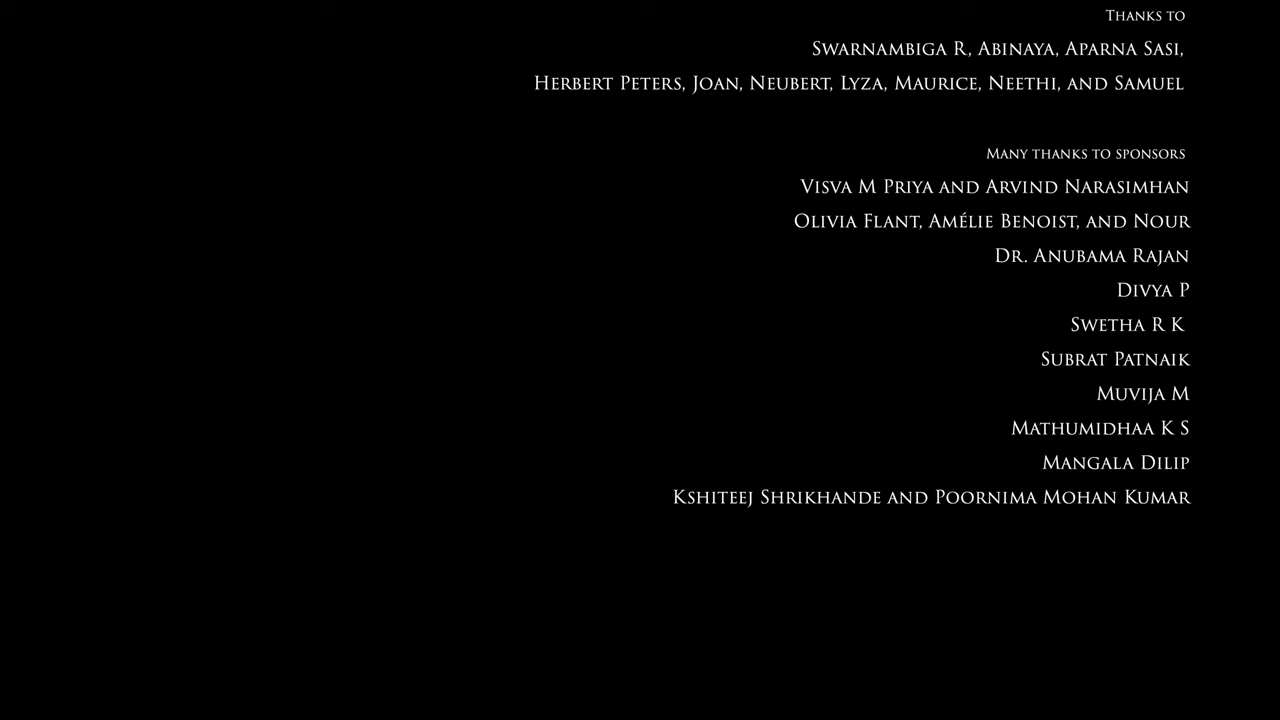 Thanks to
Swarnambiga R, Abinaya, Aparna Sasi,
Herbert Peters, Joan, Neubert, Lyza, Maurice, Neethi, and Samuel
Many thanks to sponsors
Visva M Priya and Arvind Narasimhan
Olivia Flant, Amélie Benoist, and Nour
Dr. Anubama Rajan
Divya P
Swetha R K
Subrat Patnaik
Muvija M
Mathumidhaa K S
Mangala Dilip
Kshiteej Shrikhande and Poornima Mohan Kumar